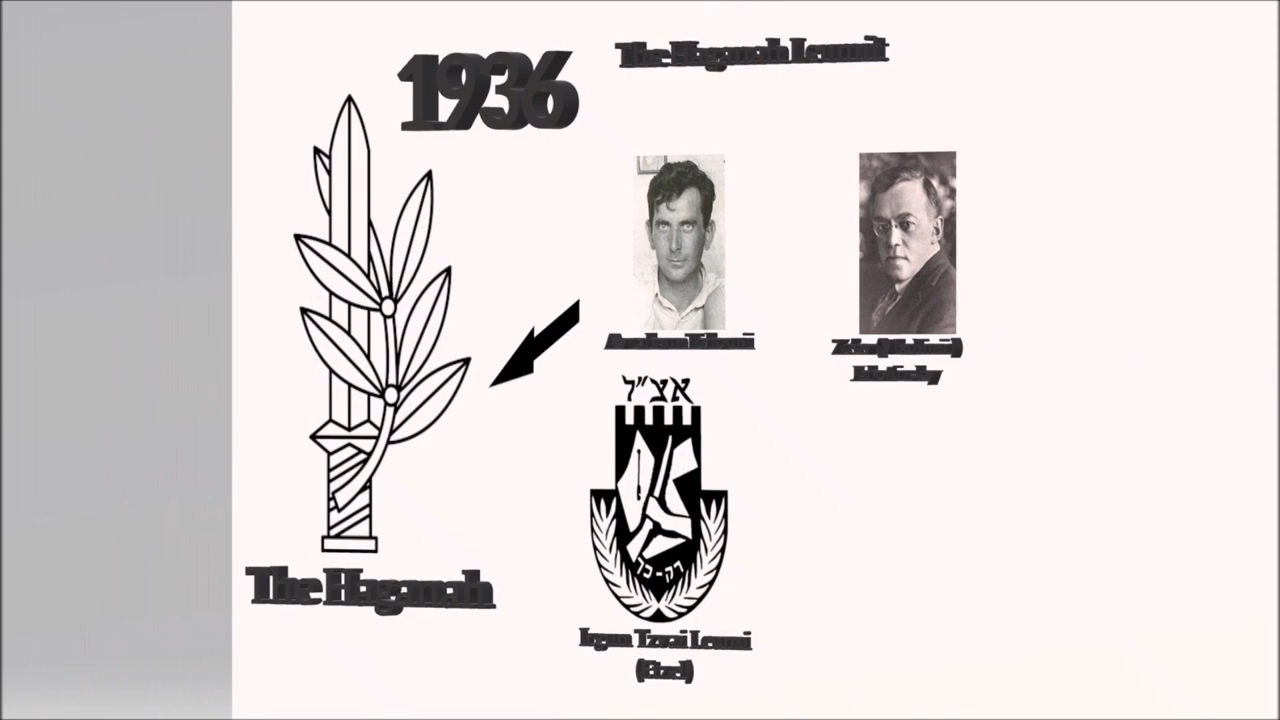 1936
The Haganah Leumit
אצ"ל
רק-כך
The Haganah
Irgun Tzvai Leumi
(Etzel)